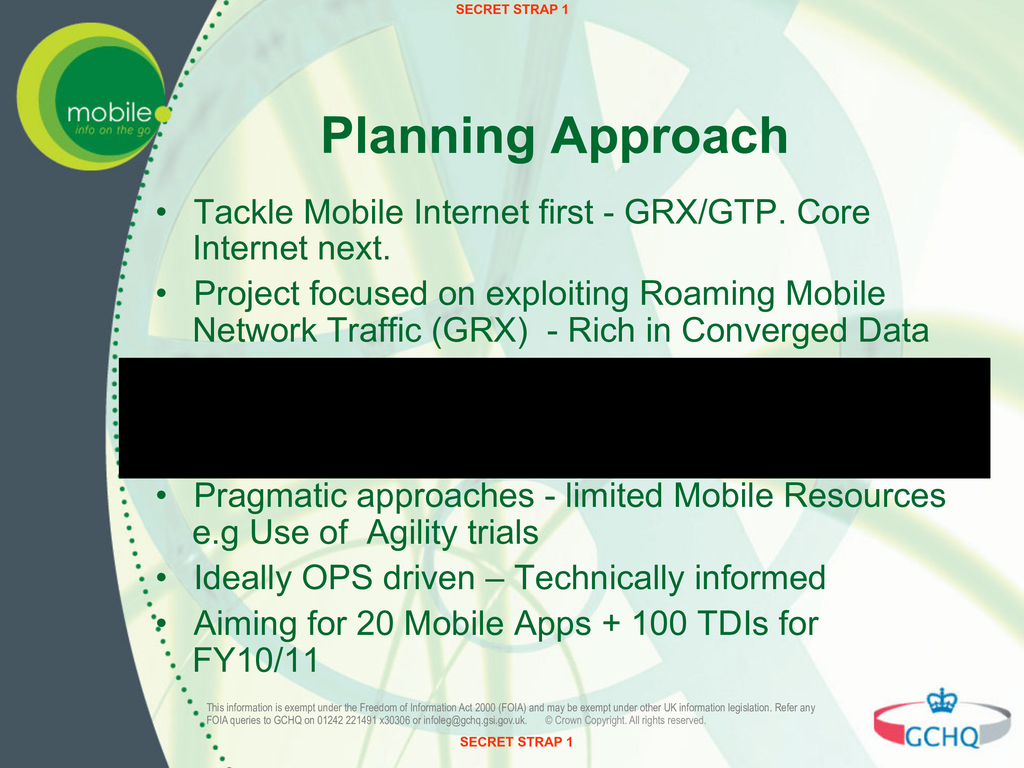 SECRET STRAP 1
mobile
info on the go
Planning Approach
• Tackle Mobile Internet first - GRX/GTP. Core
Internet next.
• Project focused on exploiting Roaming Mobile
Network Traffic (GRX)  - Rich in Converged Data
• Pragmatic approaches - limited Mobile Resources
e.g Use of  Agility trials
• Ideally OPS driven – Technically informed
• Aiming for 20 Mobile Apps + 100 TDIs for
FY10/11
This information is exempt under the Freedom of Information Act 2000 (FOIA) and may be exempt under other UK information legislation. Refer any
FOIA queries to GCHQ on 01242 221491 x30306 or infoleg@gchq.gsi.gov.uk. © Crown Copyright. All rights reserved.
GCHQ
SECRET STRAP 1